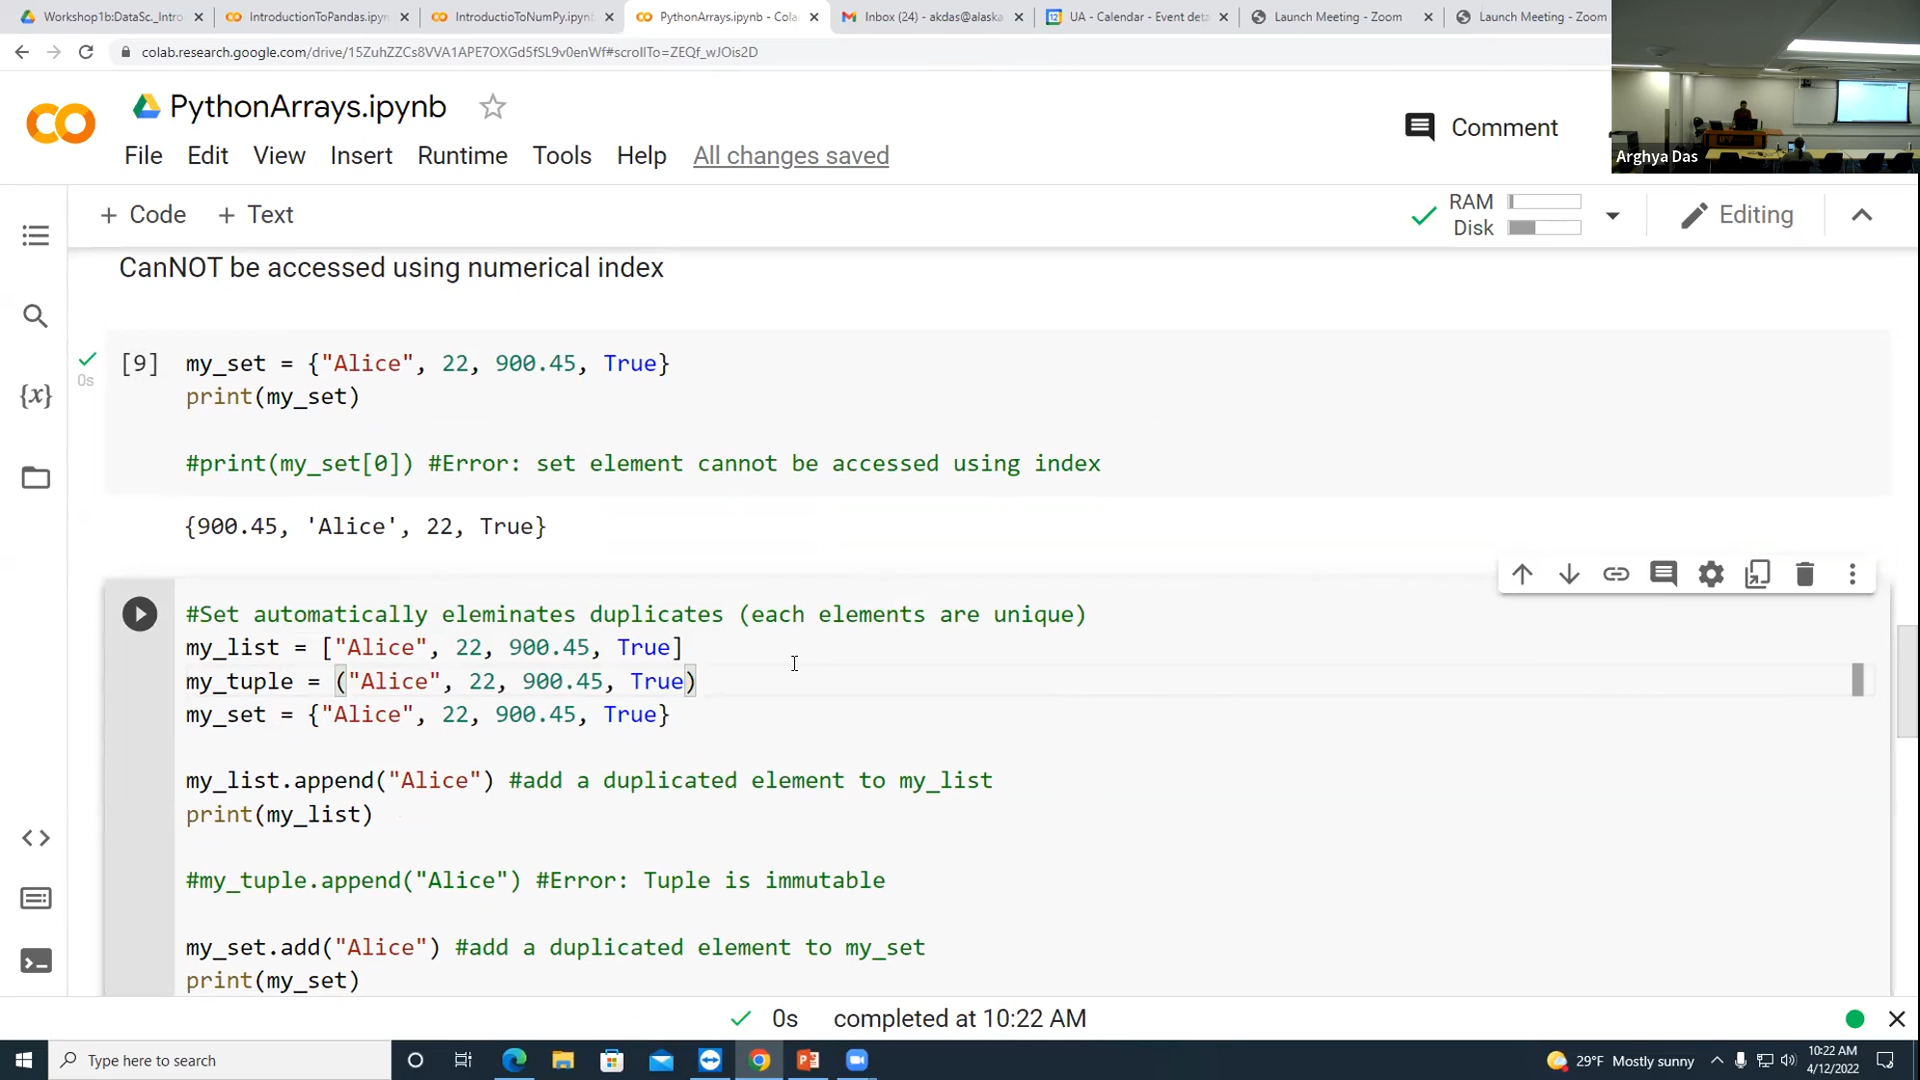 Workshop1b:DataSc._Intro
IntroductionToPandas.ipyn
IntroductioToNumPy.ipynb
PythonArrays.ipynb - Cola
Inbox (24) - akdas@alaska
UA - Calendar - Event deta
Launch Meeting - Zoom
Launch Meeting - Zoom
colab.research.google.com/drive/15ZuhZZCs8VVA1APE7OXGd5fSL9v0enWf#scrollTo=ZEQf_wJOis2D
PythonArrays.ipynb
Comment
Arghya Das
File Edit View Insert Runtime Tools Help All changes saved
+ Code + Text
RAM
Disk
Editing
CanNOT be accessed using numerical index
[9] my_set = {"Alice", 22, 900.45, True}
0s
print(my_set)
#print(my_set[0]) #Error: set element cannot be accessed using index
{900.45, 'Alice', 22, True}
#Set automatically eleminates duplicates (each elements are unique)
my_list = ["Alice", 22, 900.45, True]
my_tuple = ("Alice", 22, 900.45, True)
my_set = {"Alice", 22, 900.45, True}
my_list.append("Alice") #add a duplicated element to my_list
print(my_list)
#my_tuple.append("Alice") #Error: Tuple is immutable
my_set.add("Alice") #add a duplicated element to my_set
print(my_set)
0s completed at 10:22 AM
Type here to search
29°F Mostly sunny
10:22 AM
4/12/2022